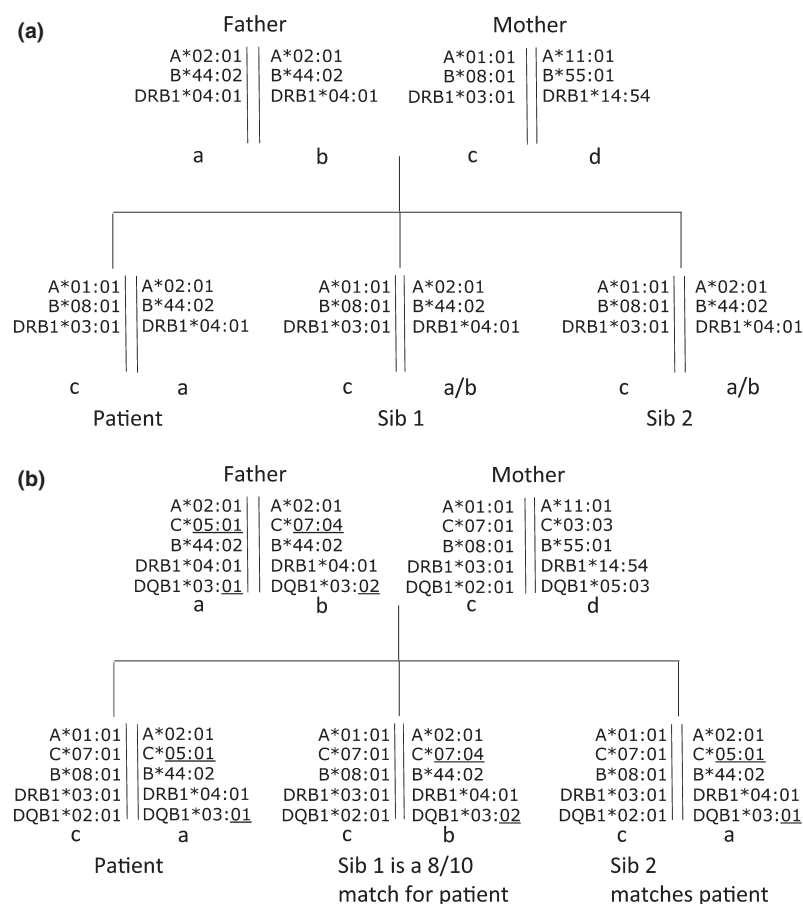 (a)
Father Mother
A*02:01 A*02:01 A*01:01 A*11:01
B*44:02 B*44:02 B*08:01 B*55:01
DRB1*04:01 DRB1*04:01 DRB1*03:01 DRB1*14:54
a b c d
A*01:01 A*02:01 A*01:01 A*02:01 A*01:01 A*02:01
B*08:01 B*44:02 B*08:01 B*44:02 B*08:01 B*44:02
DRB1*03:01 DRB1*04:01 DRB1*03:01 DRB1*04:01 DRB1*03:01 DRB1*04:01
c a c a/b c a/b
Patient Sib 1 Sib 2
(b)
Father Mother
A*02:01 A*02:01 A*01:01 A*11:01
C*05:01 C*07:04 C*07:01 C*03:03
B*44:02 B*44:02 B*08:01 B*55:01
DRB1*04:01 DRB1*04:01 DRB1*03:01 DRB1*14:54
DQB1*03:01 DQB1*03:02 DQB1*02:01 DQB1*05:03
a b c d
A*01:01 A*02:01 A*01:01 A*02:01 A*01:01 A*02:01
C*07:01 C*05:01 C*07:01 C*07:04 C*07:01 C*05:01
B*08:01 B*44:02 B*08:01 B*44:02 B*08:01 B*44:02
DRB1*03:01 DRB1*04:01 DRB1*03:01 DRB1*04:01 DRB1*03:01 DRB1*04:01
DQB1*02:01 DQB1*03:01 DQB1*02:01 DQB1*03:02 DQB1*02:01 DQB1*03:01
c a c b c a
Patient Sib 1 is a 8/10 Sib 2
match for patient matches patient